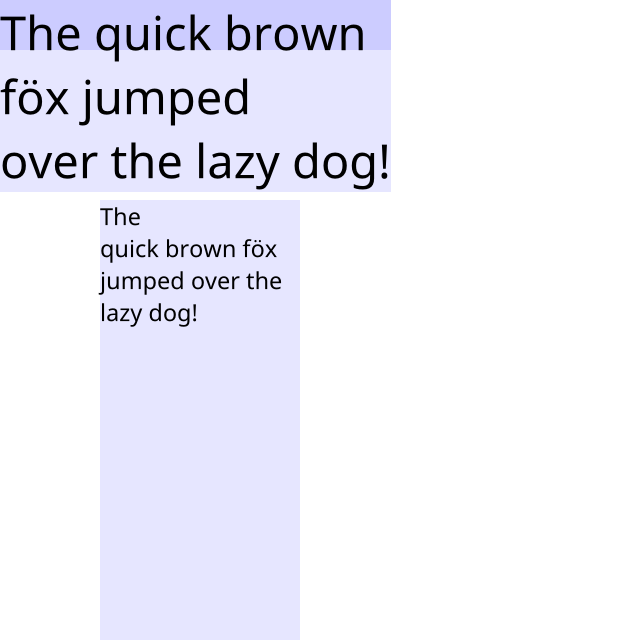 The quick brown
föx jumped
over the lazy dog!
The
quick brown föx
jumped over the
lazy dog!